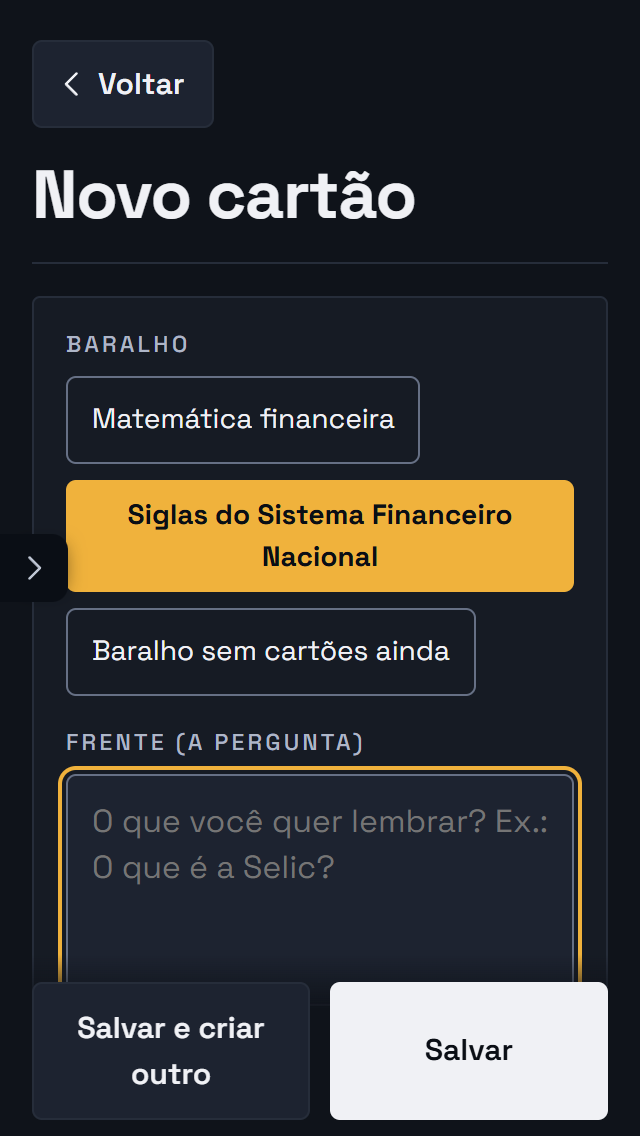 Voltar
Novo cartão
BARALHO
Matemática financeira
Siglas do Sistema Financeiro
Nacional
Baralho sem cartões ainda
FRENTE (A PERGUNTA)
O que você quer lembrar? Ex.:
O que é a Selic?
Salvar e criar
outro
Salvar